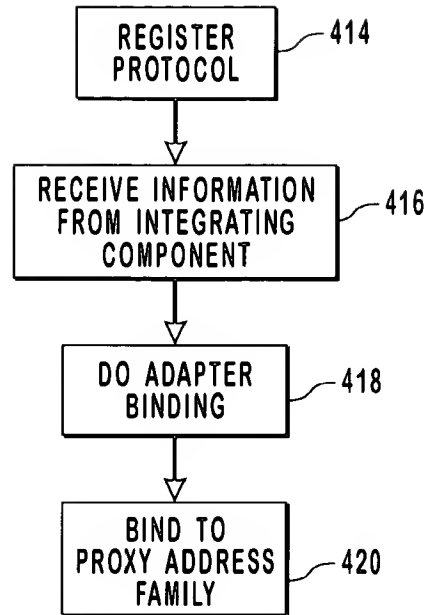 REGISTER
PROTOCOL
414
RECEIVE INFORMATION
FROM INTEGRATING
COMPONENT
416
DO ADAPTER
BINDING
418
BIND TO
PROXY ADDRESS
FAMILY
420